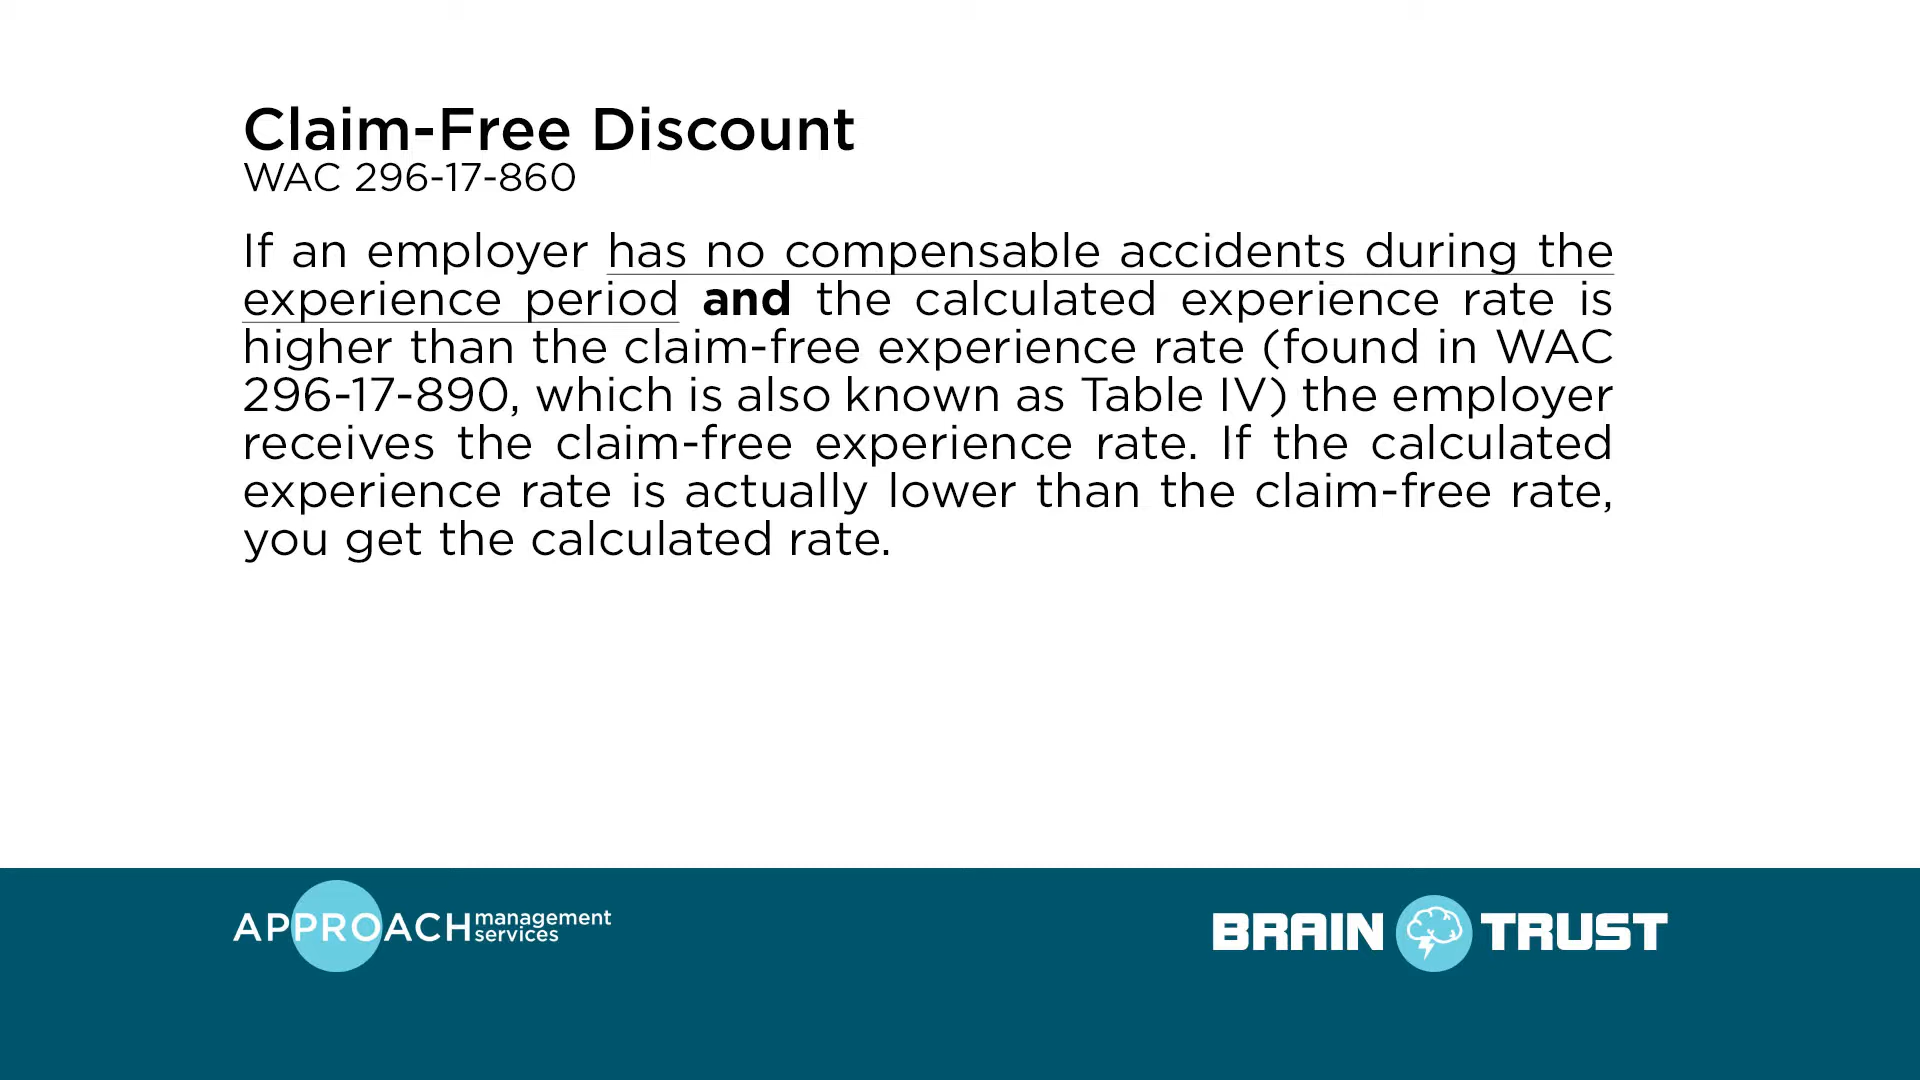 Claim-Free Discount
WAC 296-17-860
If an employer has no compensable accidents during the
experience period and the calculated experience rate is
higher than the claim-free experience rate (found in WAC
296-17-890, which is also known as Table IV) the employer
receives the claim-free experience rate. If the calculated
experience rate is actually lower than the claim-free rate,
you get the calculated rate.
APPROACH management
services
BRAIN TRUST